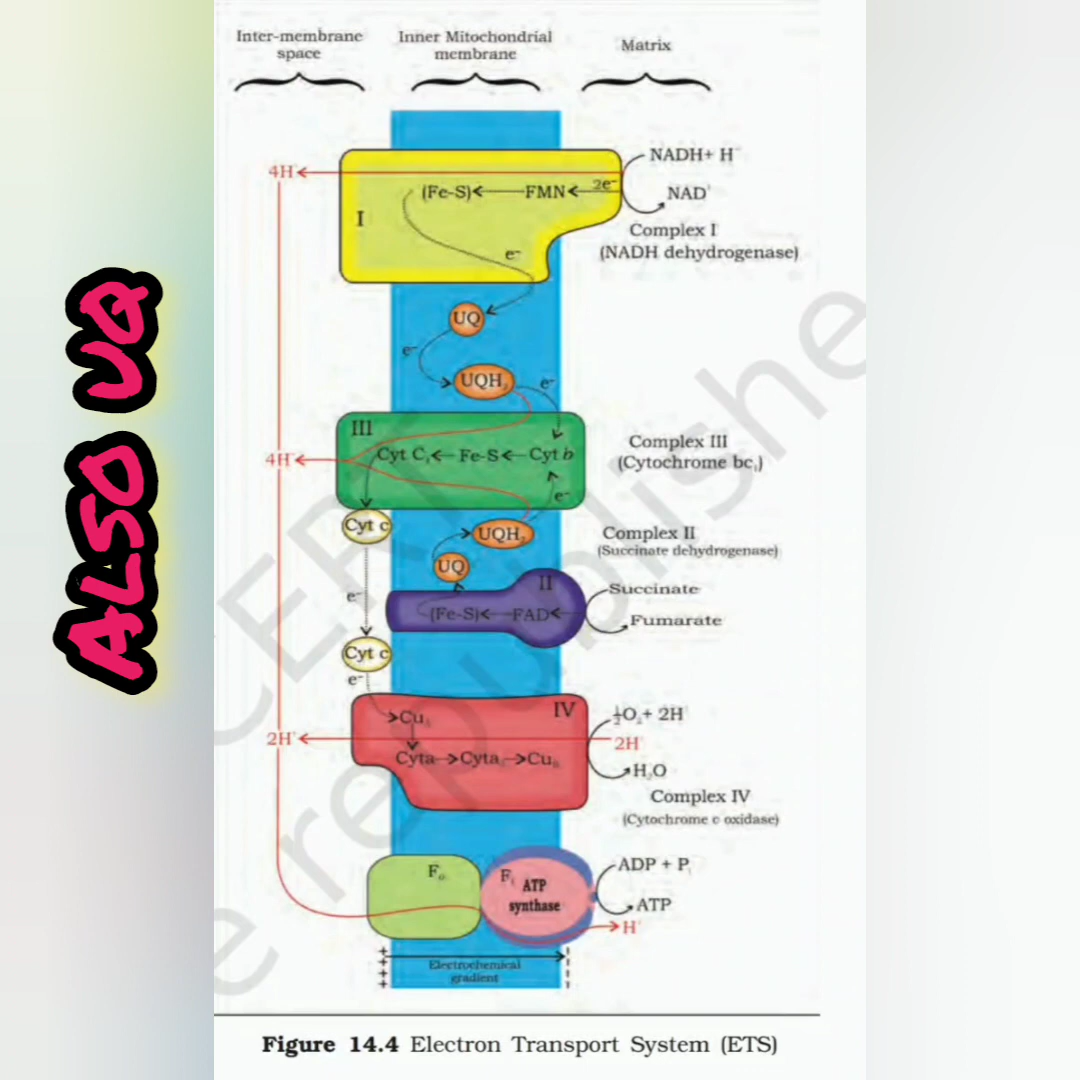 ALSO UQ
Inter-membrane
space
Inner Mitochondrial
membrane
Matrix
NADH+ H⁺
4H⁺
(Fe-S)
FMN
2e⁻
NAD⁺
I
Complex I
(NADH dehydrogenase)
e⁻
UQ
e⁻
UQH₂
e⁻
III
Complex III
(Cytochrome bc₁)
4H⁺
Cyt C₁
Fe-S
Cyt b
e⁻
Cyt c
UQH₂
Complex II
(Succinate dehydrogenase)
UQ
II
Succinate
e⁻
(Fe-S)
FAD
Fumarate
Cyt c
e⁻
IV
½O₂+ 2H⁺
Cu
2H⁺
2H⁺
Cyta
Cyta₃
Cu
H₂O
Complex IV
(Cytochrome c oxidase)
F₀
F₁
ATP
synthase
ADP + Pᵢ
ATP
H⁺
Electrochemical
gradient
Figure 14.4 Electron Transport System (ETS)